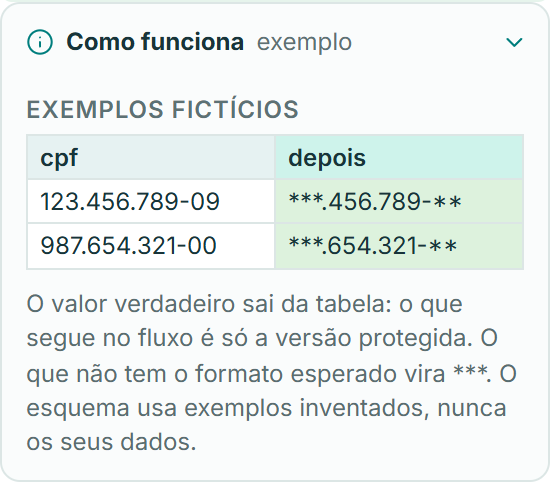 Como funciona exemplo
EXEMPLOS FICTÍCIOS
cpf depois
123.456.789-09 ***.456.789-**
987.654.321-00 ***.654.321-**
O valor verdadeiro sai da tabela: o que
segue no fluxo é só a versão protegida. O
que não tem o formato esperado vira ***. O
esquema usa exemplos inventados, nunca
os seus dados.